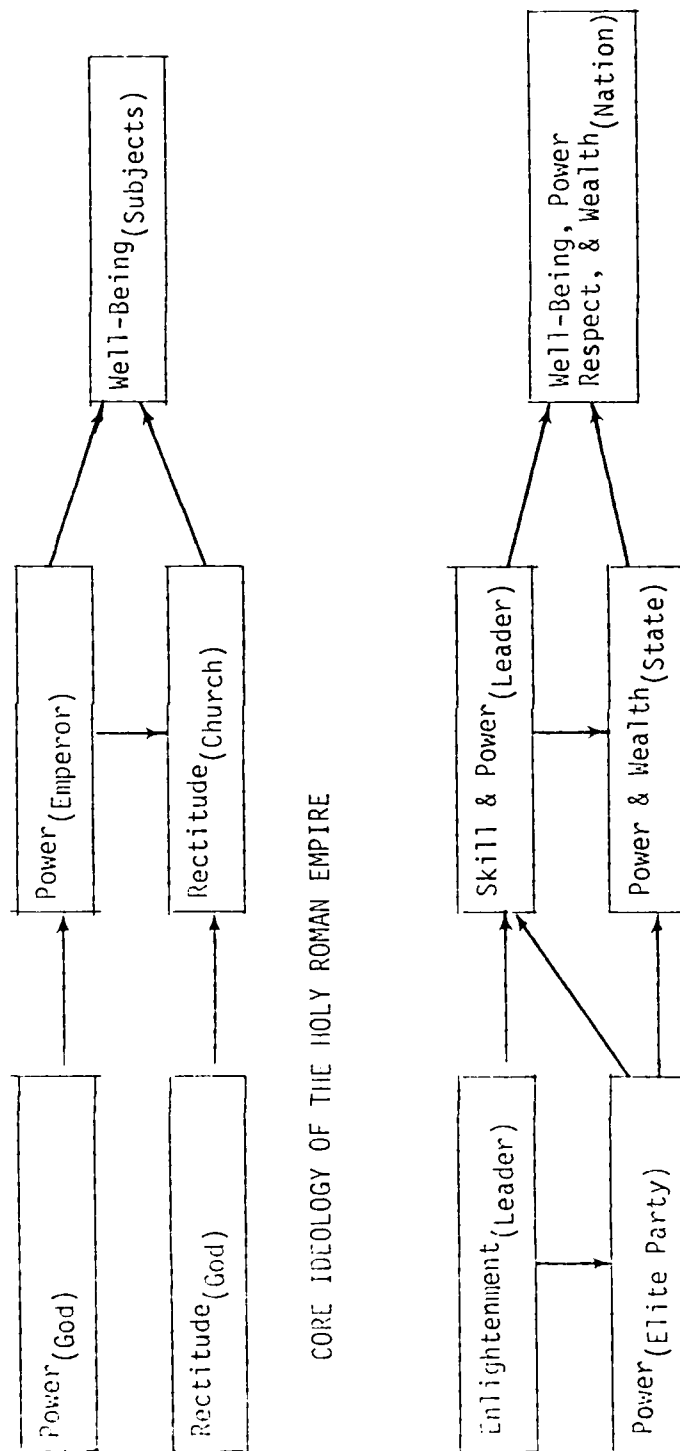 Power(God)
Power(Emperor)
Well-Being(Subjects)
Rectitude(God)
Rectitude(Church)
CORE IDEOLOGY OF THE HOLY ROMAN EMPIRE
Enlightenment(Leader)
Skill & Power(Leader)
Well-Being, Power
Respect, & Wealth(Nation)
Power(Elite Party)
Power & Wealth(State)